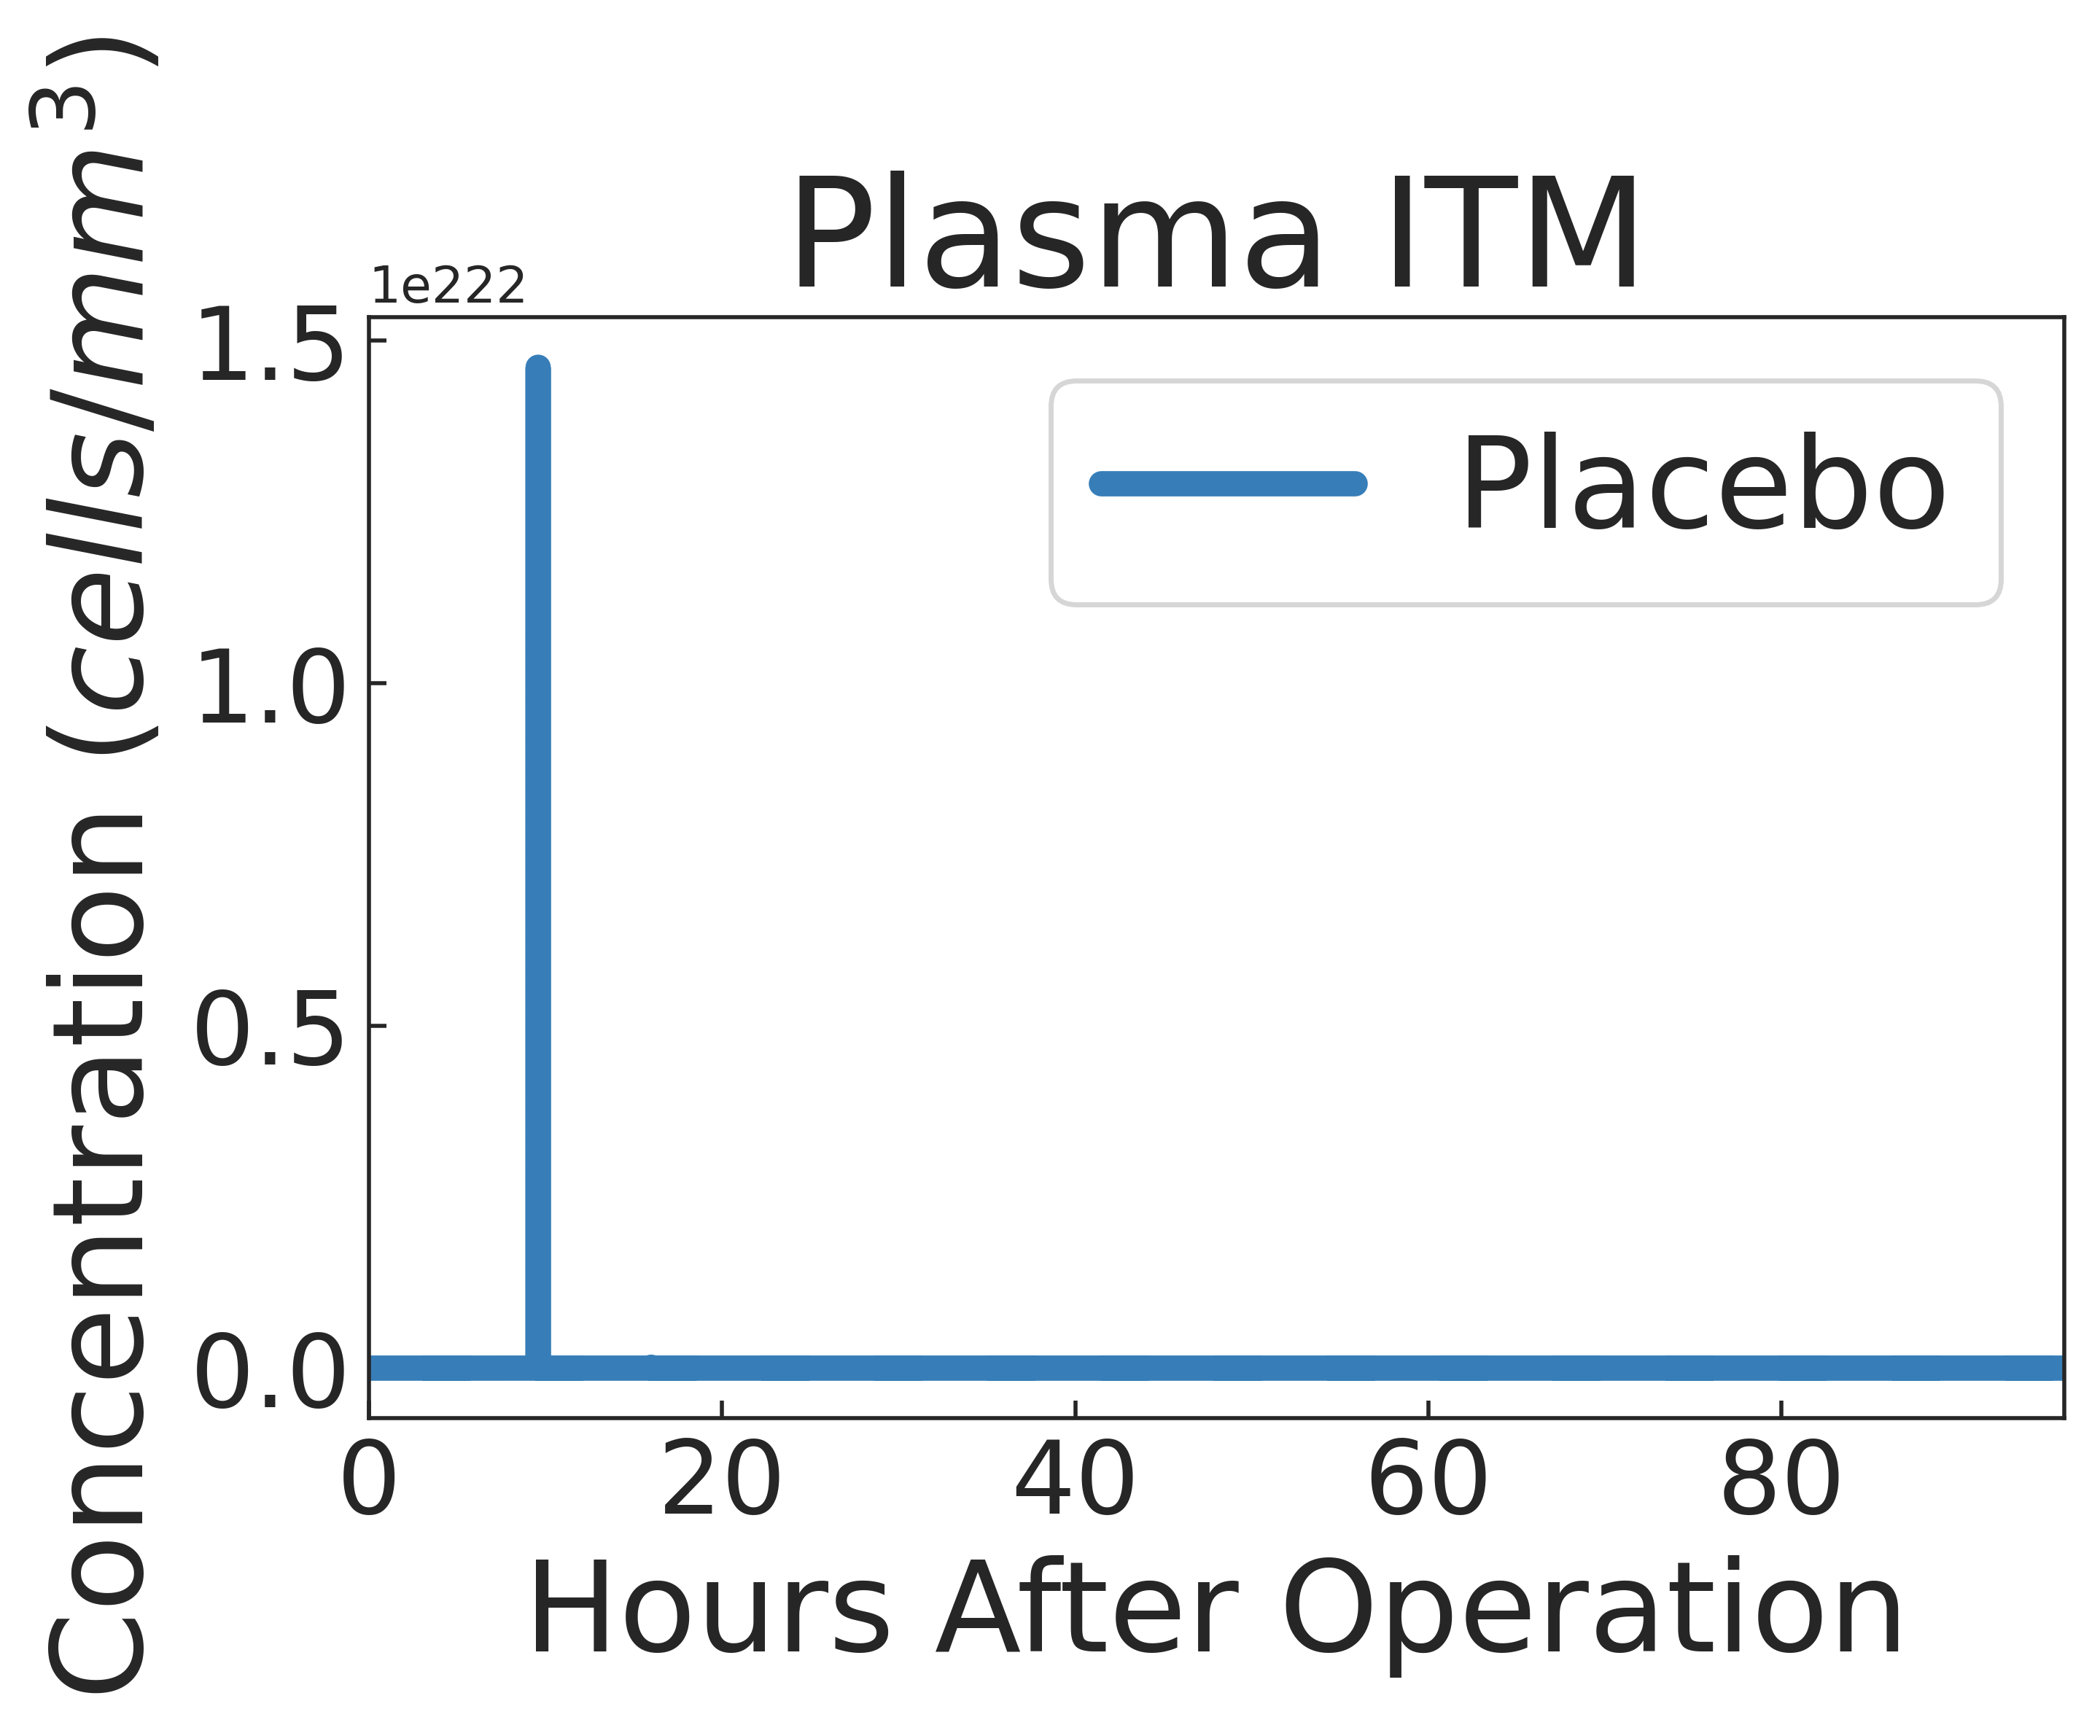 Plasma ITM
1e222
Concentration (cells/mm³)
1.5
1.0
0.5
0.0
Placebo
0 20 40 60 80
Hours After Operation